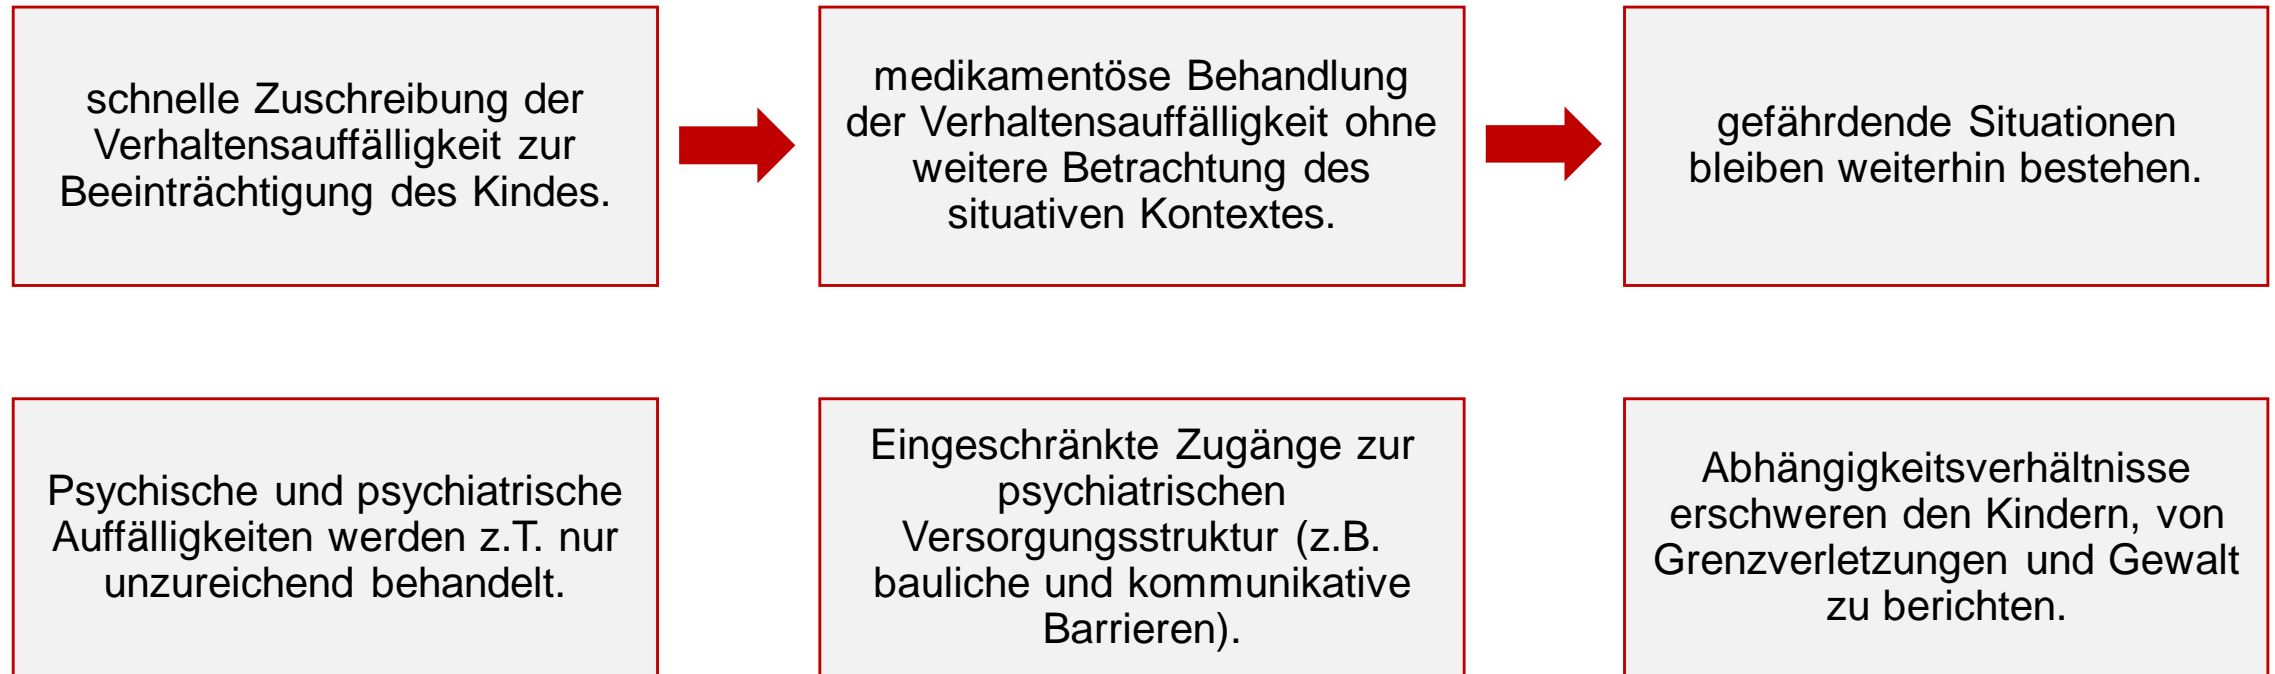 schnelle Zuschreibung der
Verhaltensauffälligkeit zur
Beeinträchtigung des Kindes.
medikamentöse Behandlung
der Verhaltensauffälligkeit ohne
weitere Betrachtung des
situativen Kontextes.
gefährdende Situationen
bleiben weiterhin bestehen.
Psychische und psychiatrische
Auffälligkeiten werden z.T. nur
unzureichend behandelt.
Eingeschränkte Zugänge zur
psychiatrischen
Versorgungsstruktur (z.B.
bauliche und kommunikative
Barrieren).
Abhängigkeitsverhältnisse
erschweren den Kindern, von
Grenzverletzungen und Gewalt
zu berichten.